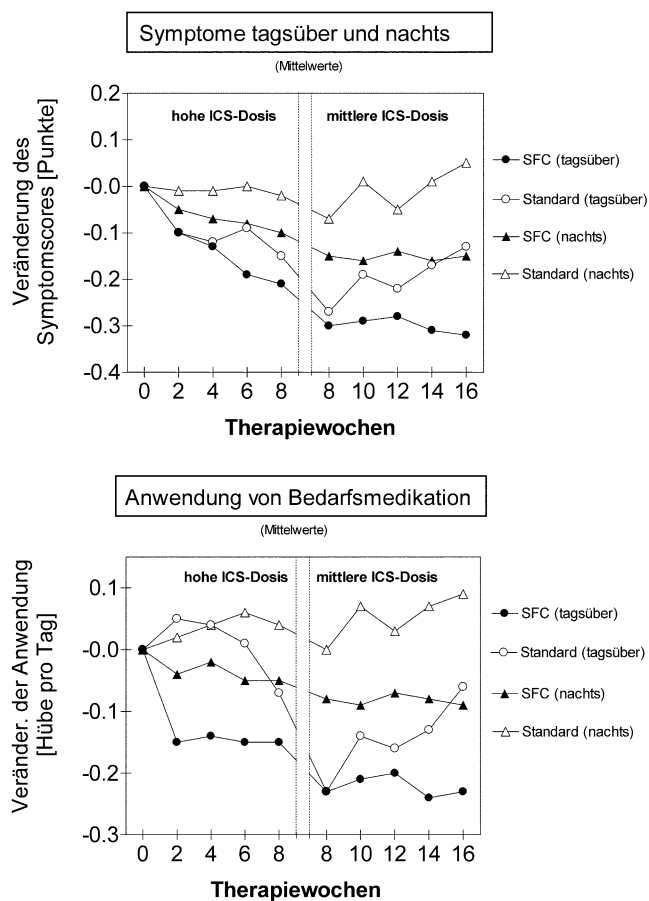 Symptome tagsüber und nachts
(Mittelwerte)
Veränderung des
Symptomscores [Punkte]
0.2
0.1
-0.0
-0.1
-0.2
-0.3
-0.4
hohe ICS-Dosis
mittlere ICS-Dosis
SFC (tagsüber)
Standard (tagsüber)
SFC (nachts)
Standard (nachts)
0 2 4 6 8 8 10 12 14 16
Therapiewochen
Anwendung von Bedarfsmedikation
(Mittelwerte)
Veränder. der Anwendung
[Hübe pro Tag]
0.1
-0.0
-0.1
-0.2
-0.3
hohe ICS-Dosis
mittlere ICS-Dosis
SFC (tagsüber)
Standard (tagsüber)
SFC (nachts)
Standard (nachts)
0 2 4 6 8 8 10 12 14 16
Therapiewochen